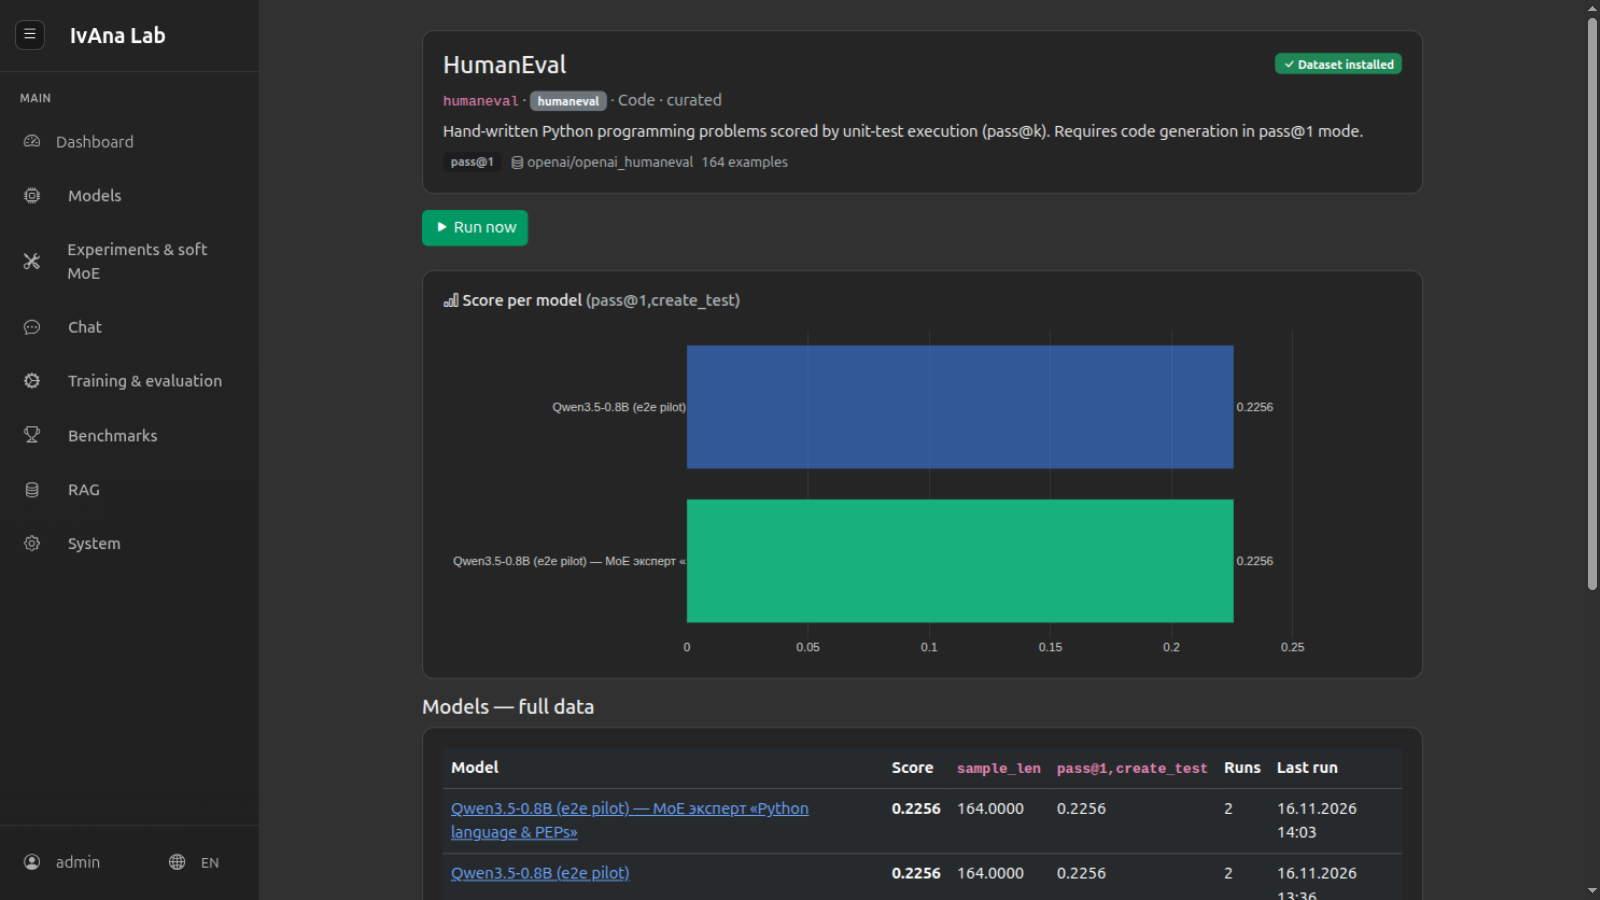 IvAna Lab
MAIN
Dashboard
Models
Experiments & soft
MoE
Chat
Training & evaluation
Benchmarks
RAG
System
admin
EN
HumanEval
Dataset installed
humaneval · humaneval · Code · curated
Hand-written Python programming problems scored by unit-test execution (pass@k). Requires code generation in pass@1 mode.
pass@1 openai/openai_humaneval 164 examples
Run now
Score per model (pass@1,create_test)
Qwen3.5-0.8B (e2e pilot) 0.2256
Qwen3.5-0.8B (e2e pilot) — MoE эксперт « 0.2256
0 0.05 0.1 0.15 0.2 0.25
Models — full data
Model Score sample_len pass@1,create_test Runs Last run
Qwen3.5-0.8B (e2e pilot) — MoE эксперт «Python 0.2256 164.0000 0.2256 2 16.11.2026
language & PEPs» 14:03
Qwen3.5-0.8B (e2e pilot) 0.2256 164.0000 0.2256 2 16.11.2026
13:36